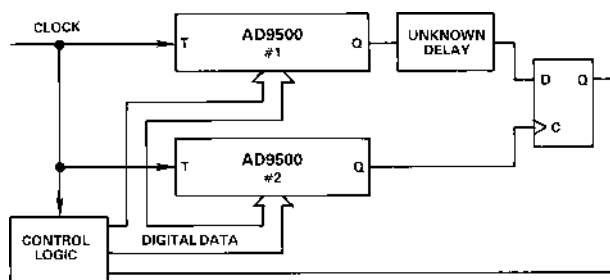 CLOCK
T
AD9500
#1
Q
UNKNOWN
DELAY
D
Q
C
T
AD9500
#2
Q
CONTROL
LOGIC
DIGITAL DATA